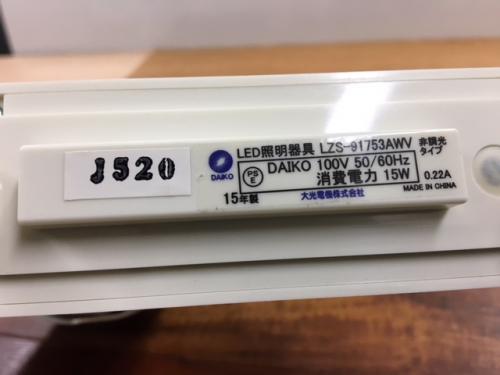 J520
DAIKO
LED照明器具 LZS-91753AWV 非調光タイプ
PS E DAIKO 100V 50/60Hz
消費電力 15W 0.22A
15年製 大光電機株式会社 MADE IN CHINA